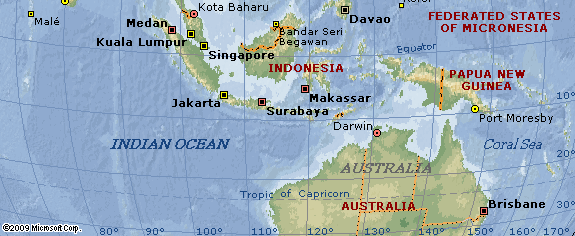 Kota Baharu
Malé
Medan
Davao
FEDERATED STATES
OF MICRONESIA
Kuala Lumpur
Bandar Seri
Begawan
Equator
Singapore
INDONESIA
PAPUA NEW
GUINEA
Jakarta
Makassar
Surabaya
10°
Port Moresby
Darwin
INDIAN OCEAN
Coral Sea
AUSTRALIA
Tropic of Capricorn
20°
AUSTRALIA
Brisbane
©2009 Microsoft Corp.
90°
100°
110°
120°
130°
140°
150°
160°